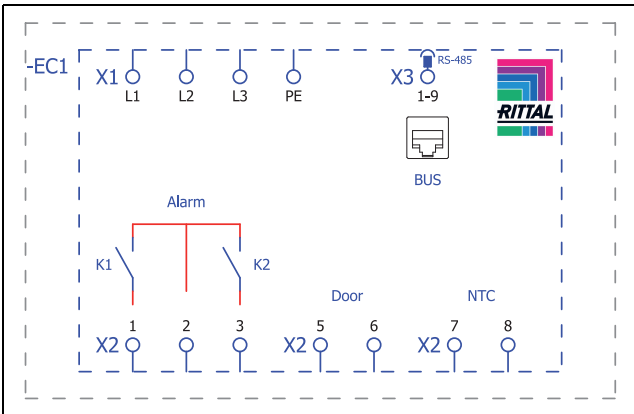 -EC1
X1
L1
L2
L3
PE
X3
RS-485
1-9
RITTAL
BUS
Alarm
K1
K2
Door
NTC
X2
1
2
3
X2
5
6
X2
7
8